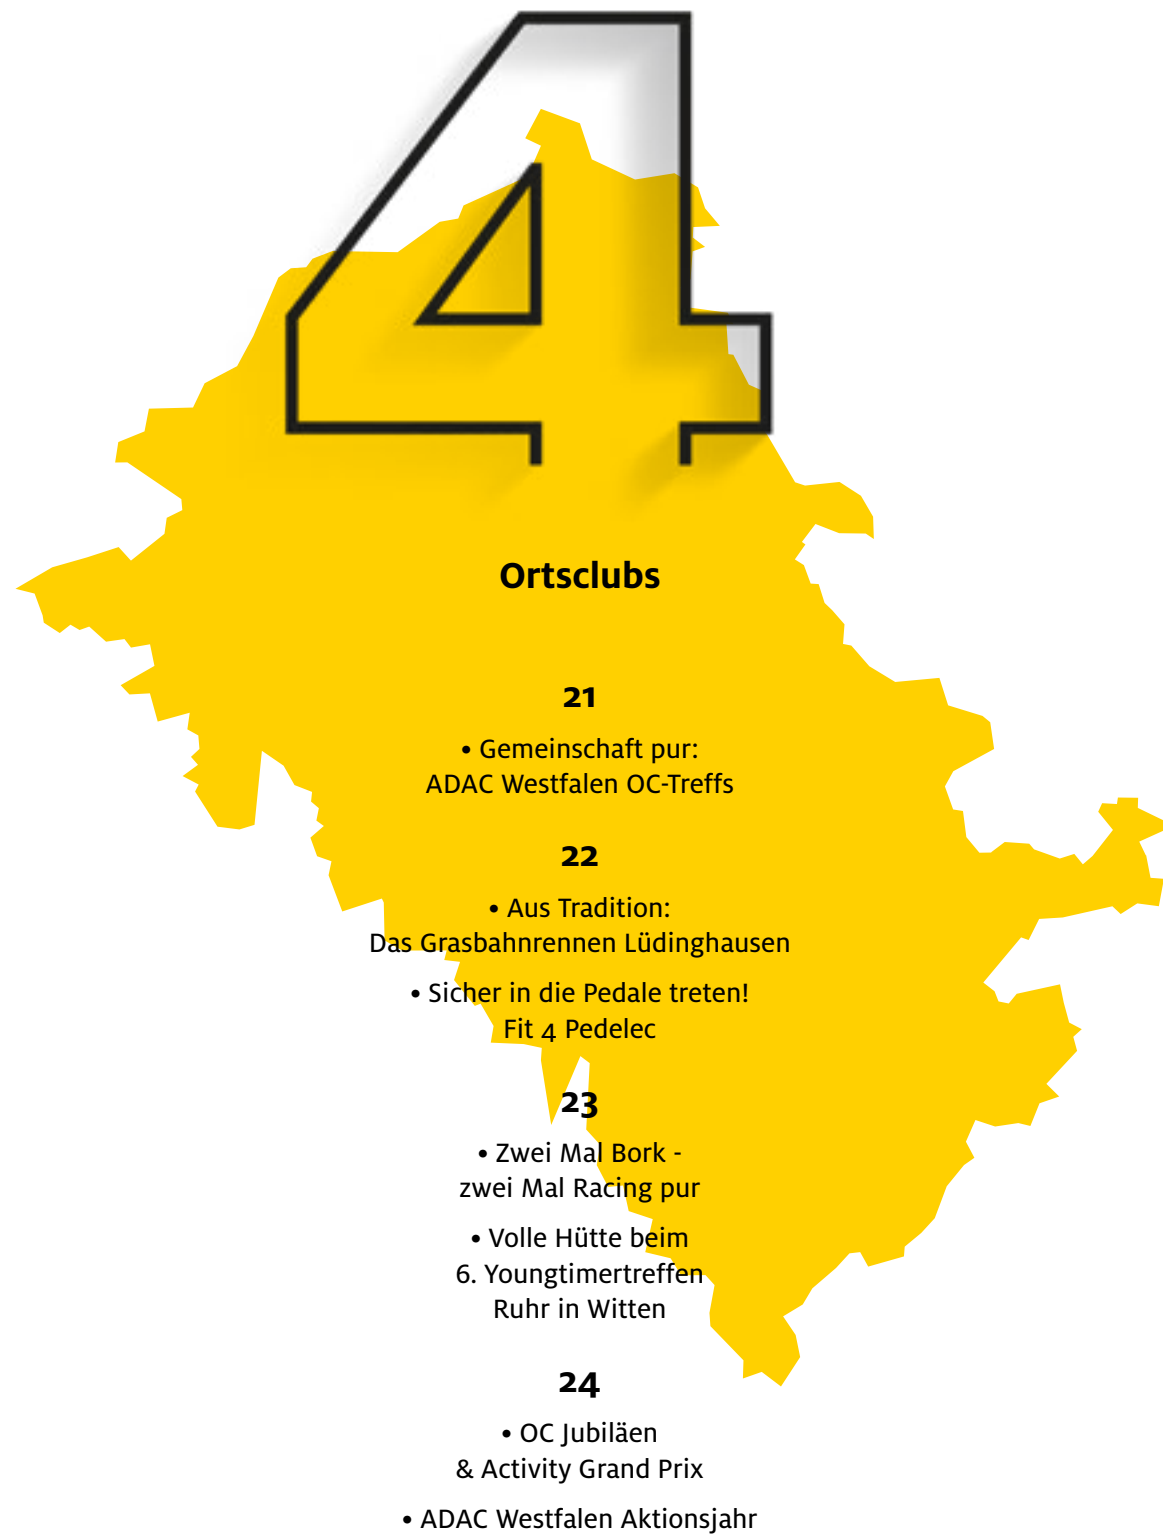 4
Ortsclubs
21
• Gemeinschaft pur:
ADAC Westfalen OC-Treffs
22
• Aus Tradition:
Das Grasbahnrennen Lüdinghausen
• Sicher in die Pedale treten!
Fit 4 Pedelec
23
• Zwei Mal Bork -
zwei Mal Racing pur
• Volle Hütte beim
6. Youngtimertreffen
Ruhr in Witten
24
• OC Jubiläen
& Activity Grand Prix
• ADAC Westfalen Aktionsjahr